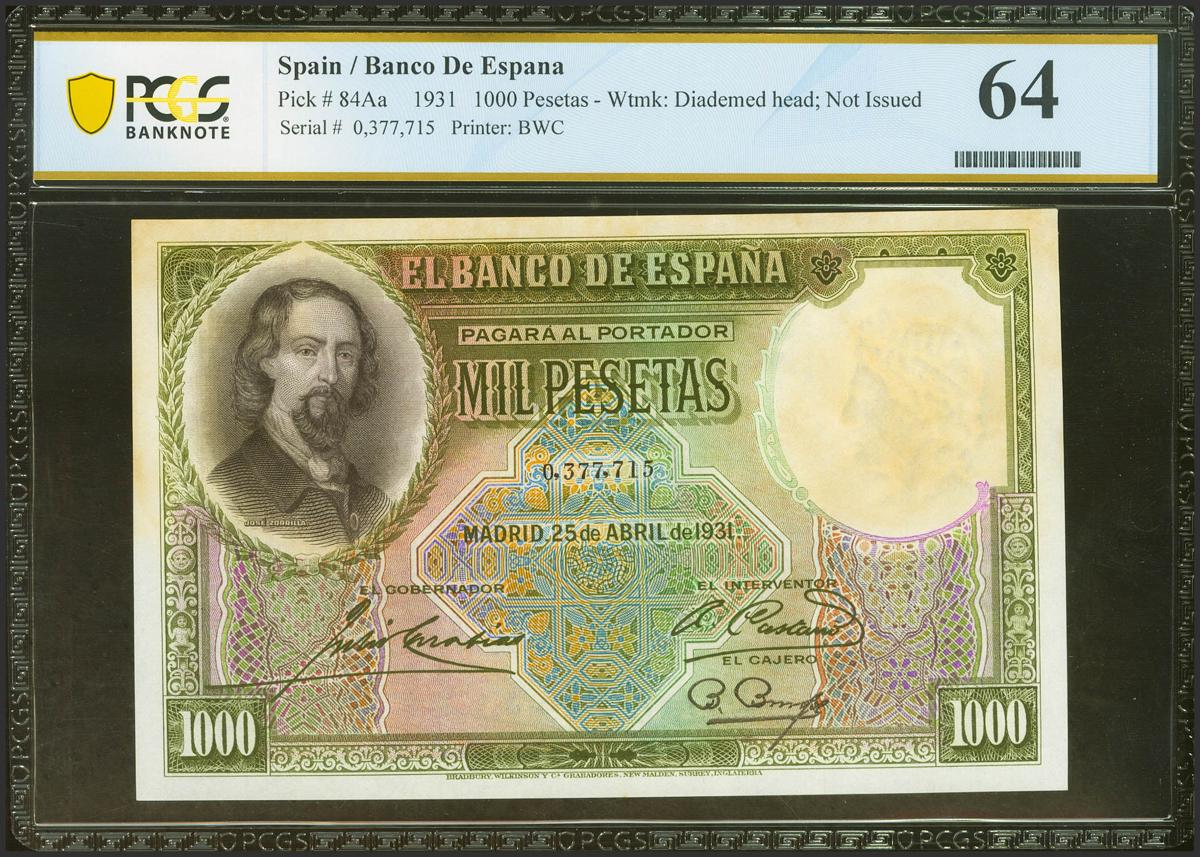 PCGS
BANKNOTE
Spain / Banco De Espana
Pick # 84Aa 1931 1000 Pesetas - Wtmk: Diademed head; Not Issued
Serial # 0,377,715 Printer: BWC
64
EL BANCO DE ESPAÑA
PAGARÁ AL PORTADOR
MIL PESETAS
0,377,715
JOSE ZORRILLA
MADRID, 25 de ABRIL de 1931.
EL GOBERNADOR
EL INTERVENTOR
EL CAJERO
1000
1000
BRADBURY, WILKINSON Y Cª GRABADORES, NEW MALDEN, SURREY, INGLATERRA